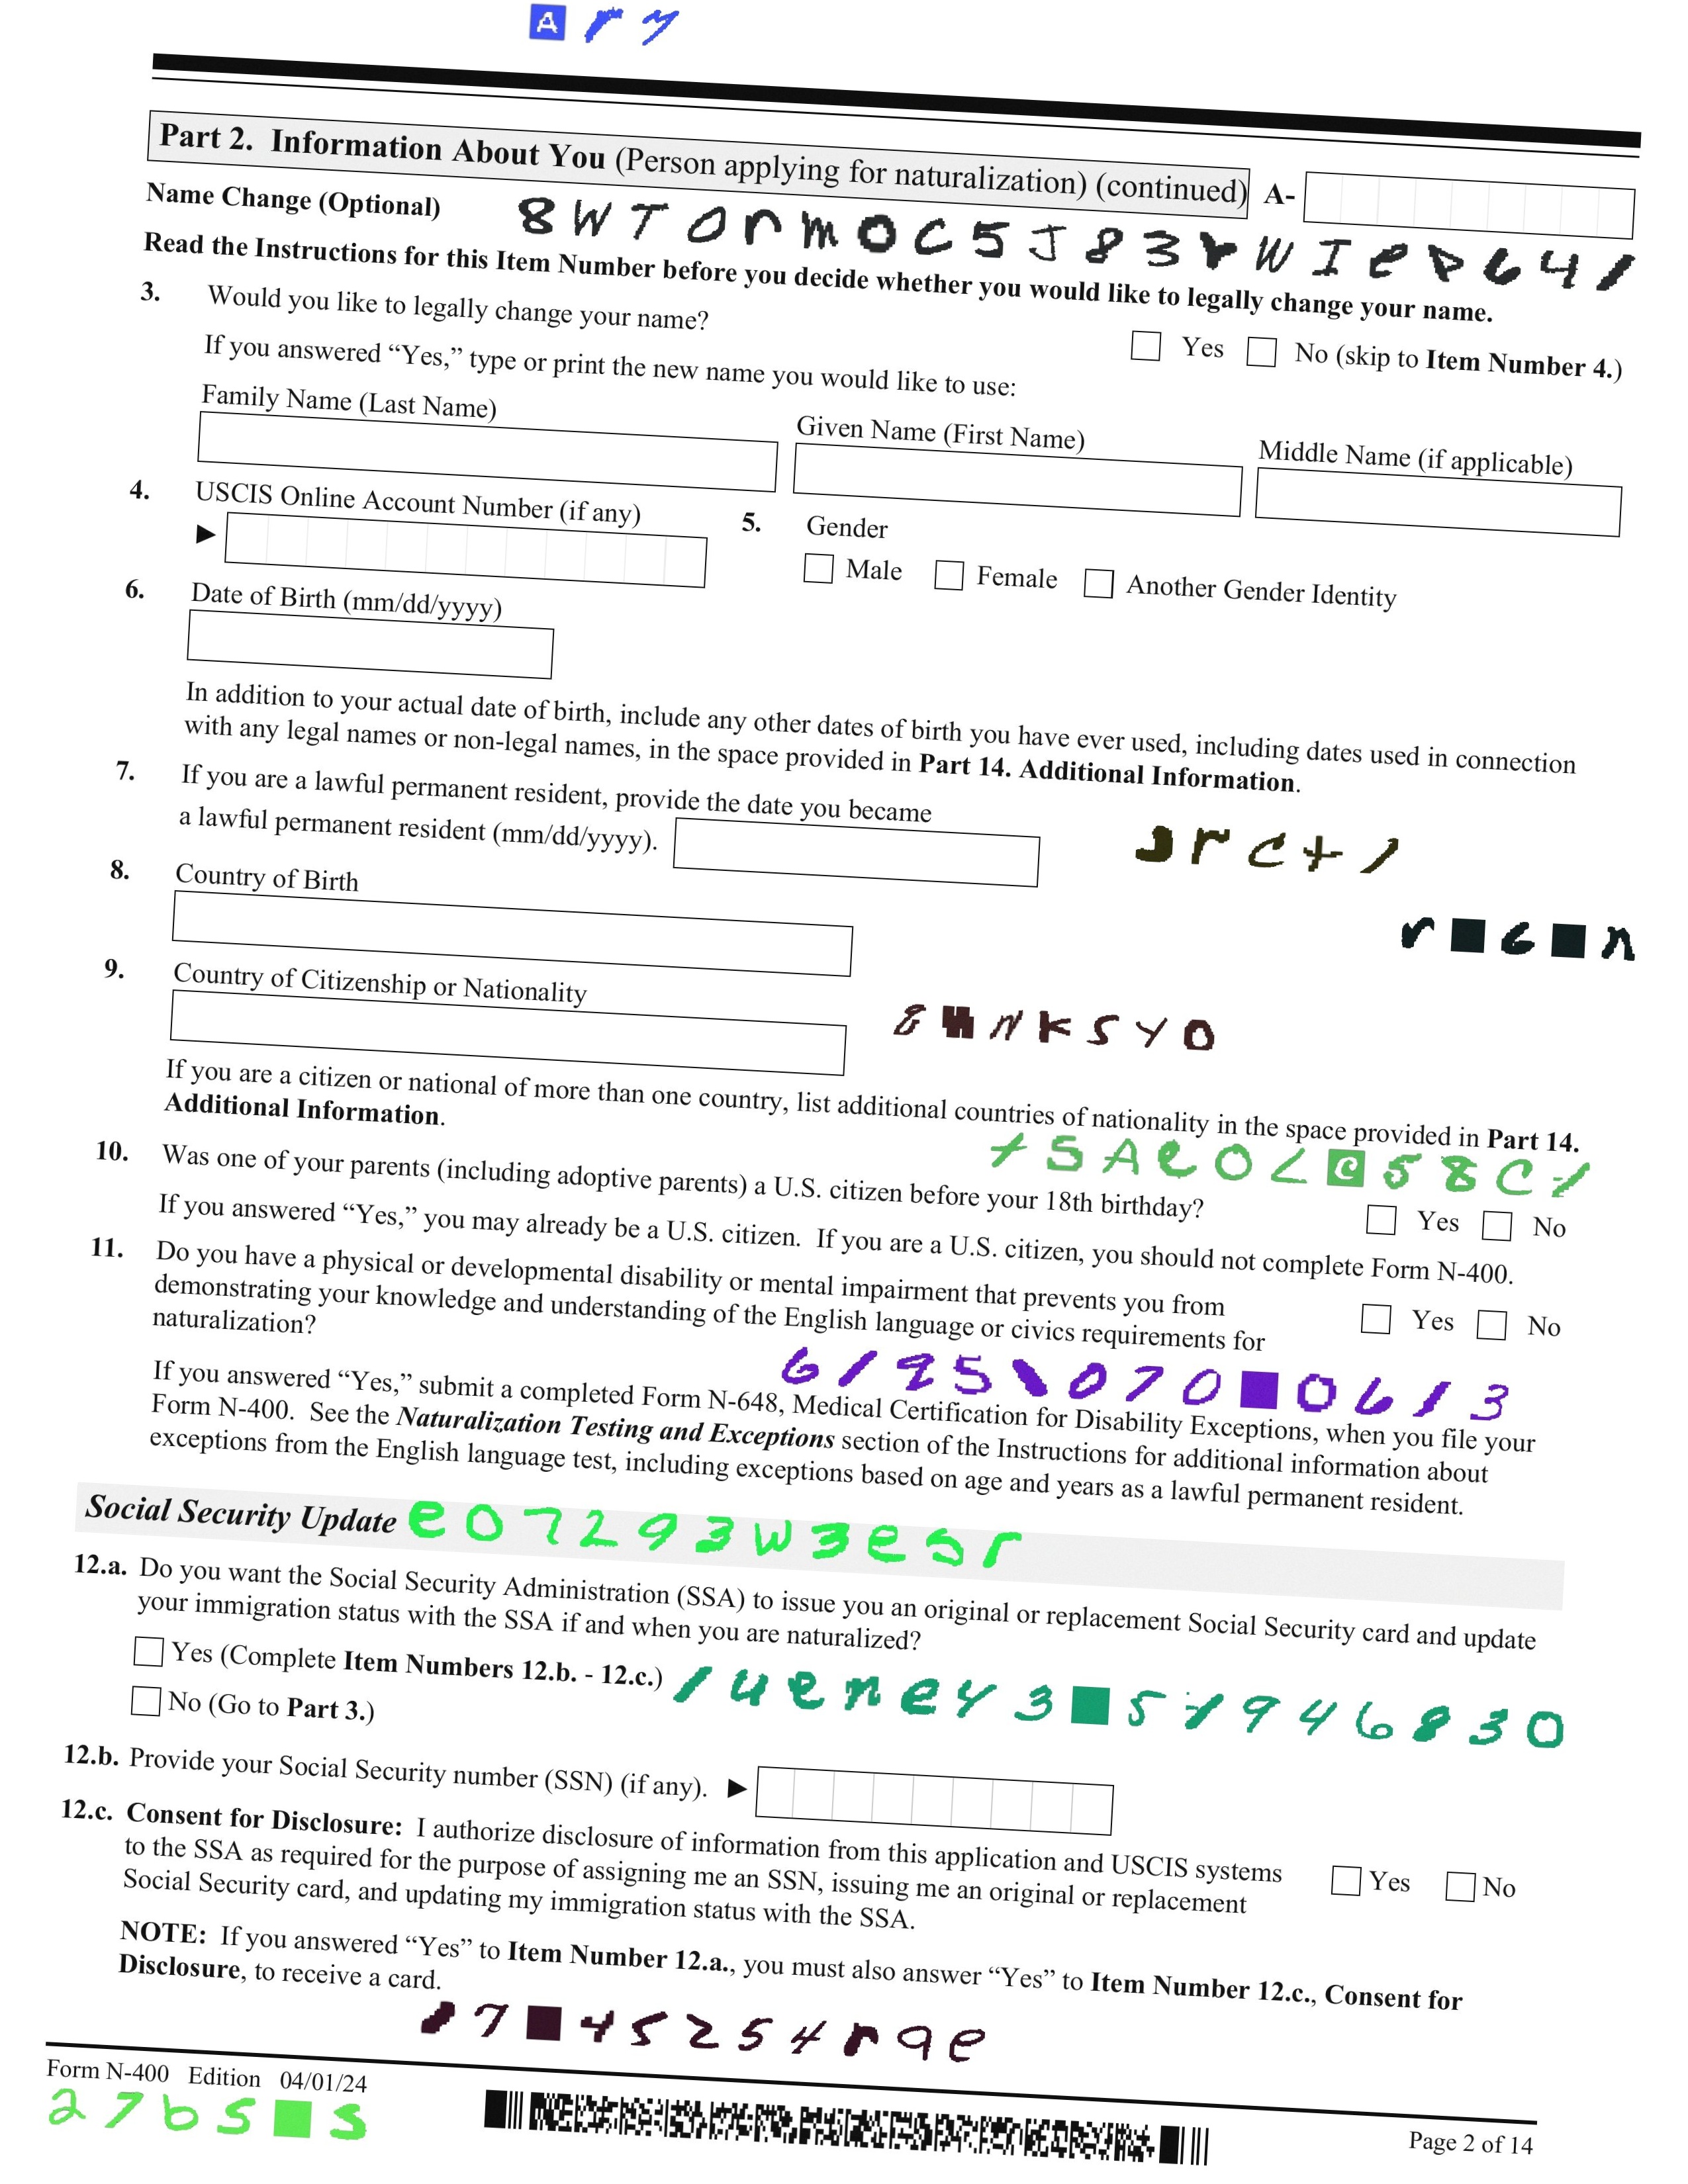 Part 2. Information About You (Person applying for naturalization) (continued) A-
Name Change (Optional)
Read the Instructions for this Item Number before you decide whether you would like to legally change your name.
3. Would you like to legally change your name?
Yes No (skip to Item Number 4.)
If you answered “Yes,” type or print the new name you would like to use:
Family Name (Last Name) Given Name (First Name) Middle Name (if applicable)
4. USCIS Online Account Number (if any)
5. Gender
Male Female Another Gender Identity
6. Date of Birth (mm/dd/yyyy)
In addition to your actual date of birth, include any other dates of birth you have ever used, including dates used in connection
with any legal names or non-legal names, in the space provided in Part 14. Additional Information.
7. If you are a lawful permanent resident, provide the date you became
a lawful permanent resident (mm/dd/yyyy).
8. Country of Birth
9. Country of Citizenship or Nationality
If you are a citizen or national of more than one country, list additional countries of nationality in the space provided in Part 14.
Additional Information.
10. Was one of your parents (including adoptive parents) a U.S. citizen before your 18th birthday?
Yes No
If you answered “Yes,” you may already be a U.S. citizen. If you are a U.S. citizen, you should not complete Form N-400.
11. Do you have a physical or developmental disability or mental impairment that prevents you from
demonstrating your knowledge and understanding of the English language or civics requirements for
naturalization?
Yes No
If you answered “Yes,” submit a completed Form N-648, Medical Certification for Disability Exceptions, when you file your
Form N-400. See the Naturalization Testing and Exceptions section of the Instructions for additional information about
exceptions from the English language test, including exceptions based on age and years as a lawful permanent resident.
Social Security Update e07293w3esr
12.a. Do you want the Social Security Administration (SSA) to issue you an original or replacement Social Security card and update
your immigration status with the SSA if and when you are naturalized?
Yes (Complete Item Numbers 12.b. - 12.c.)
No (Go to Part 3.)
12.b. Provide your Social Security number (SSN) (if any).
12.c. Consent for Disclosure: I authorize disclosure of information from this application and USCIS systems
to the SSA as required for the purpose of assigning me an SSN, issuing me an original or replacement
Social Security card, and updating my immigration status with the SSA.
Yes No
NOTE: If you answered “Yes” to Item Number 12.a., you must also answer “Yes” to Item Number 12.c., Consent for
Disclosure, to receive a card.
Form N-400 Edition 04/01/24
Page 2 of 14